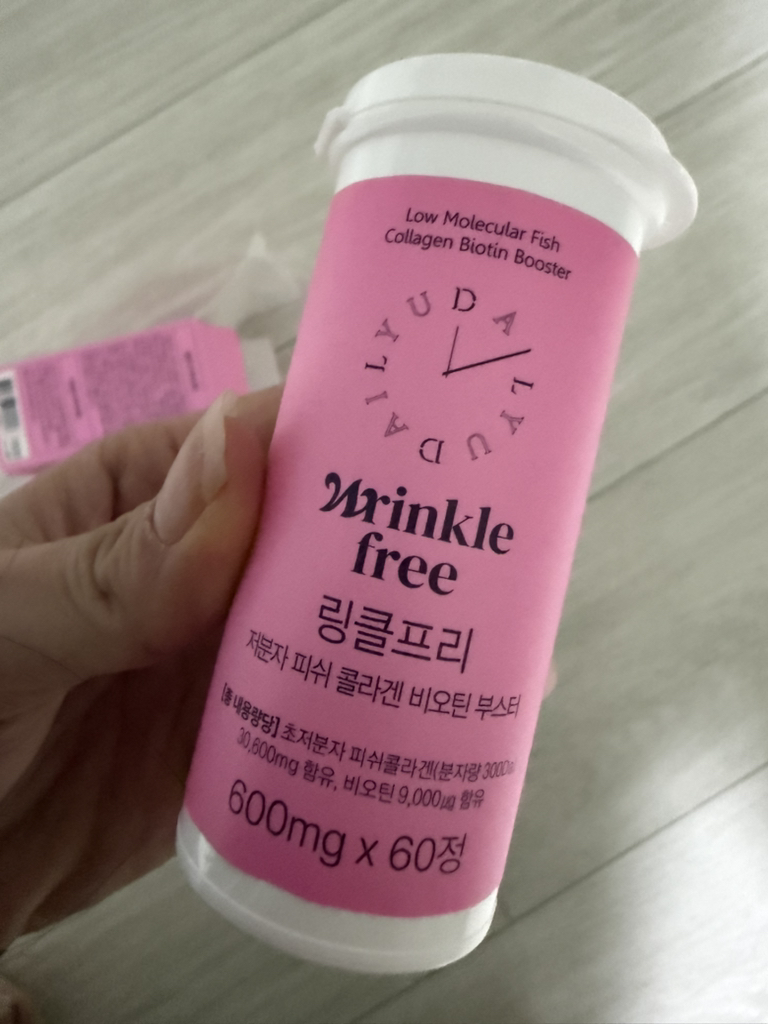 Low Molecular Fish
Collagen Biotin Booster
DAILYU DAILYU
Wrinkle
free
링클프리
저분자 피쉬 콜라겐 비오틴 부스터
[총 내용량당] 초저분자 피쉬콜라겐(분자량 300Da)
30,600mg 함유, 비오틴 9,000㎍ 함유
600mg x 60정